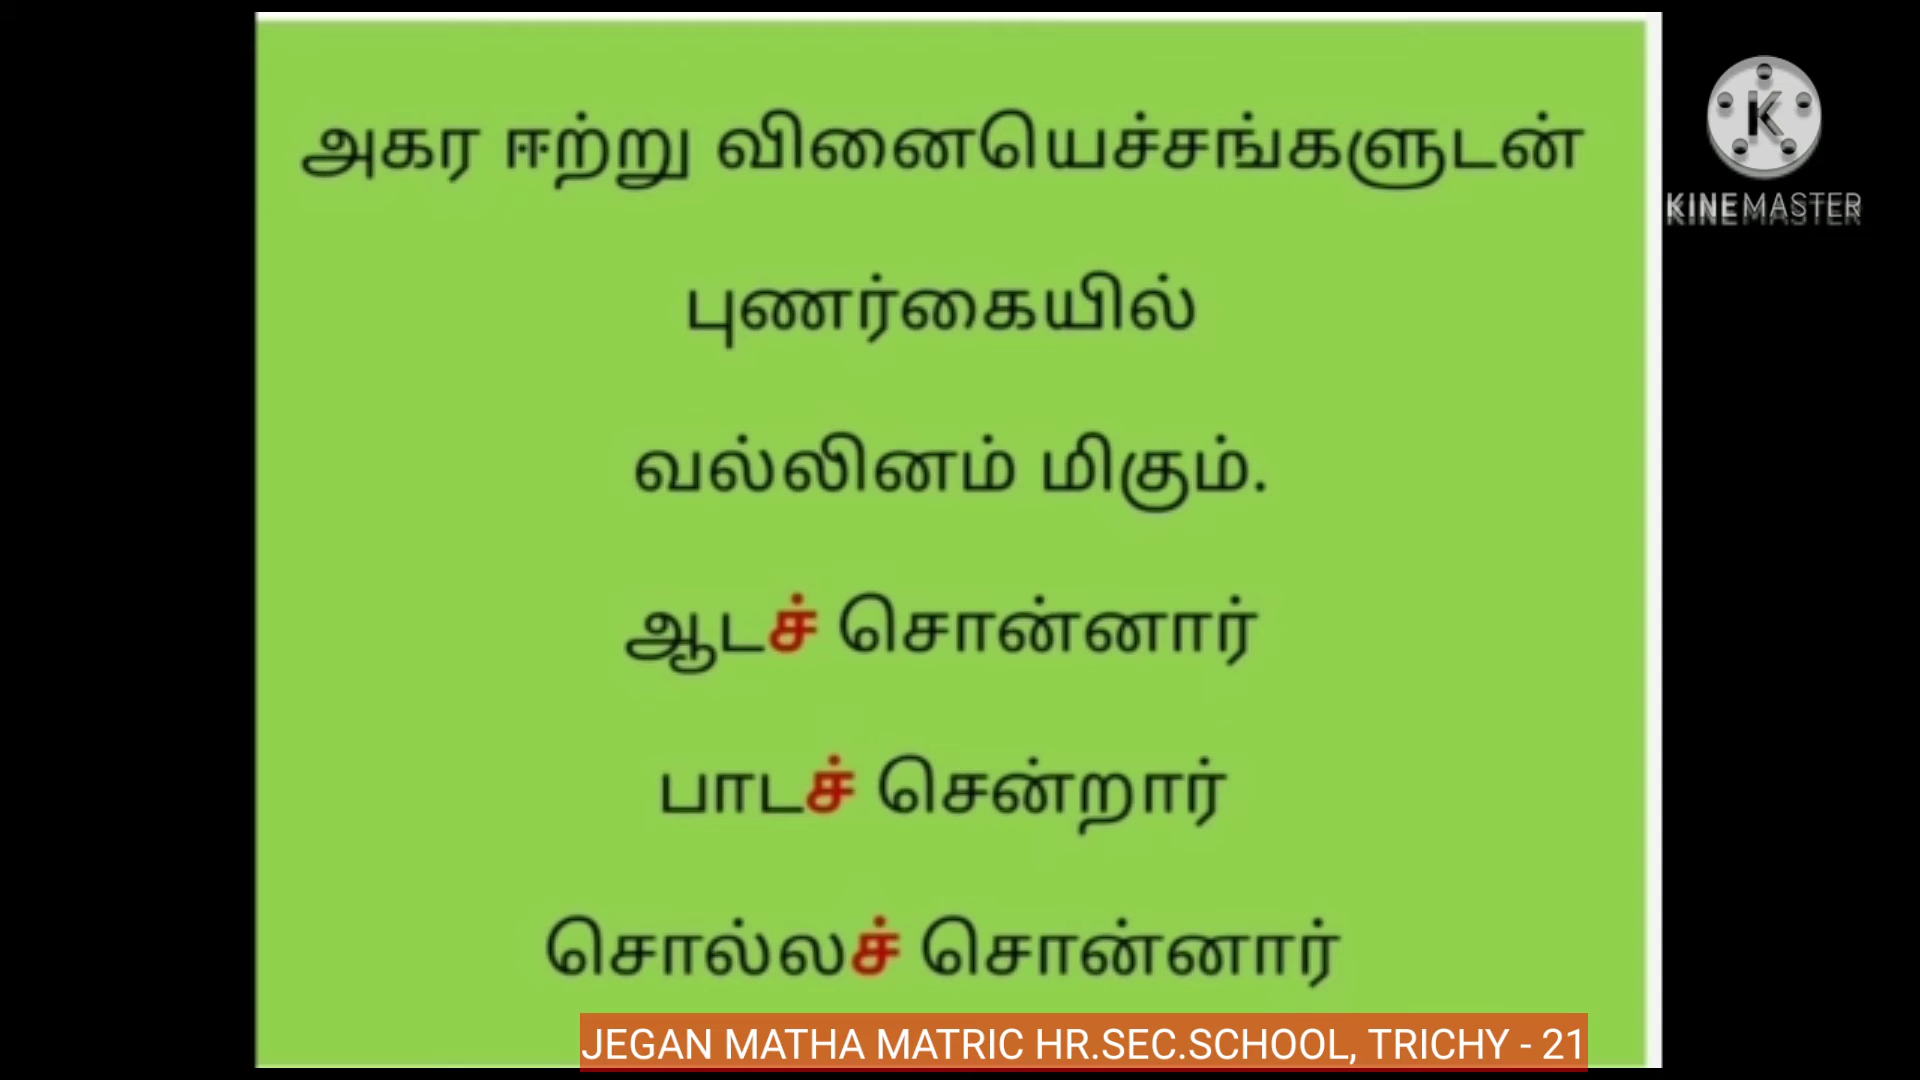 அகர ஈற்று வினையெச்சங்களுடன்
புணர்கையில்
வல்லினம் மிகும்.
ஆடச் சொன்னார்
பாடச் சென்றார்
சொல்லச் சொன்னார்
JEGAN MATHA MATRIC HR.SEC.SCHOOL, TRICHY - 21
K
KINEMASTER